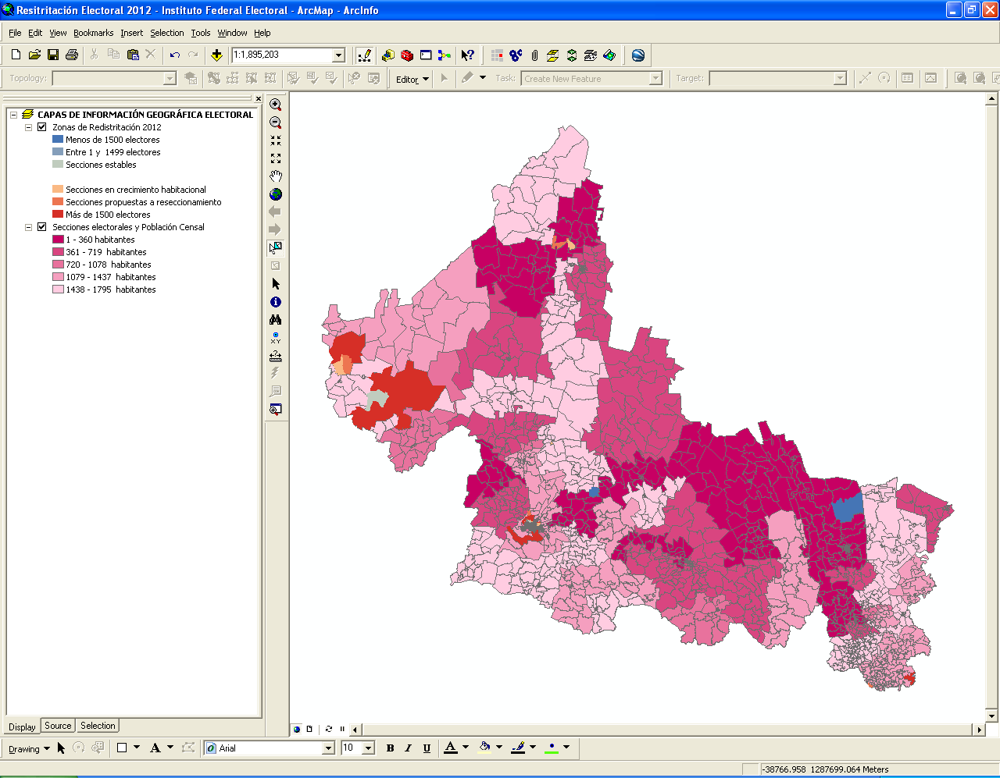 Resitritación Electoral 2012 - Instituto Federal Electoral - ArcMap - ArcInfo
File Edit View Bookmarks Insert Selection Tools Window Help
1:1,895,203
Topology: Editor Task: Create New Feature Target:
CAPAS DE INFORMACIÓN GEOGRÁFICA ELECTORAL
Zonas de Redistritación 2012
Menos de 1500 electores
Entre 1 y 1499 electores
Secciones estables
Secciones en crecimiento habitacional
Secciones propuestas a reseccionamiento
Más de 1500 electores
Secciones electorales y Población Censal
1 - 360 habitantes
361 - 719 habitantes
720 - 1078 habitantes
1079 - 1437 habitantes
1438 - 1795 habitantes
XY
Display Source Selection
Drawing A Arial 10 B I U A
-38766.958 1287699.064 Meters